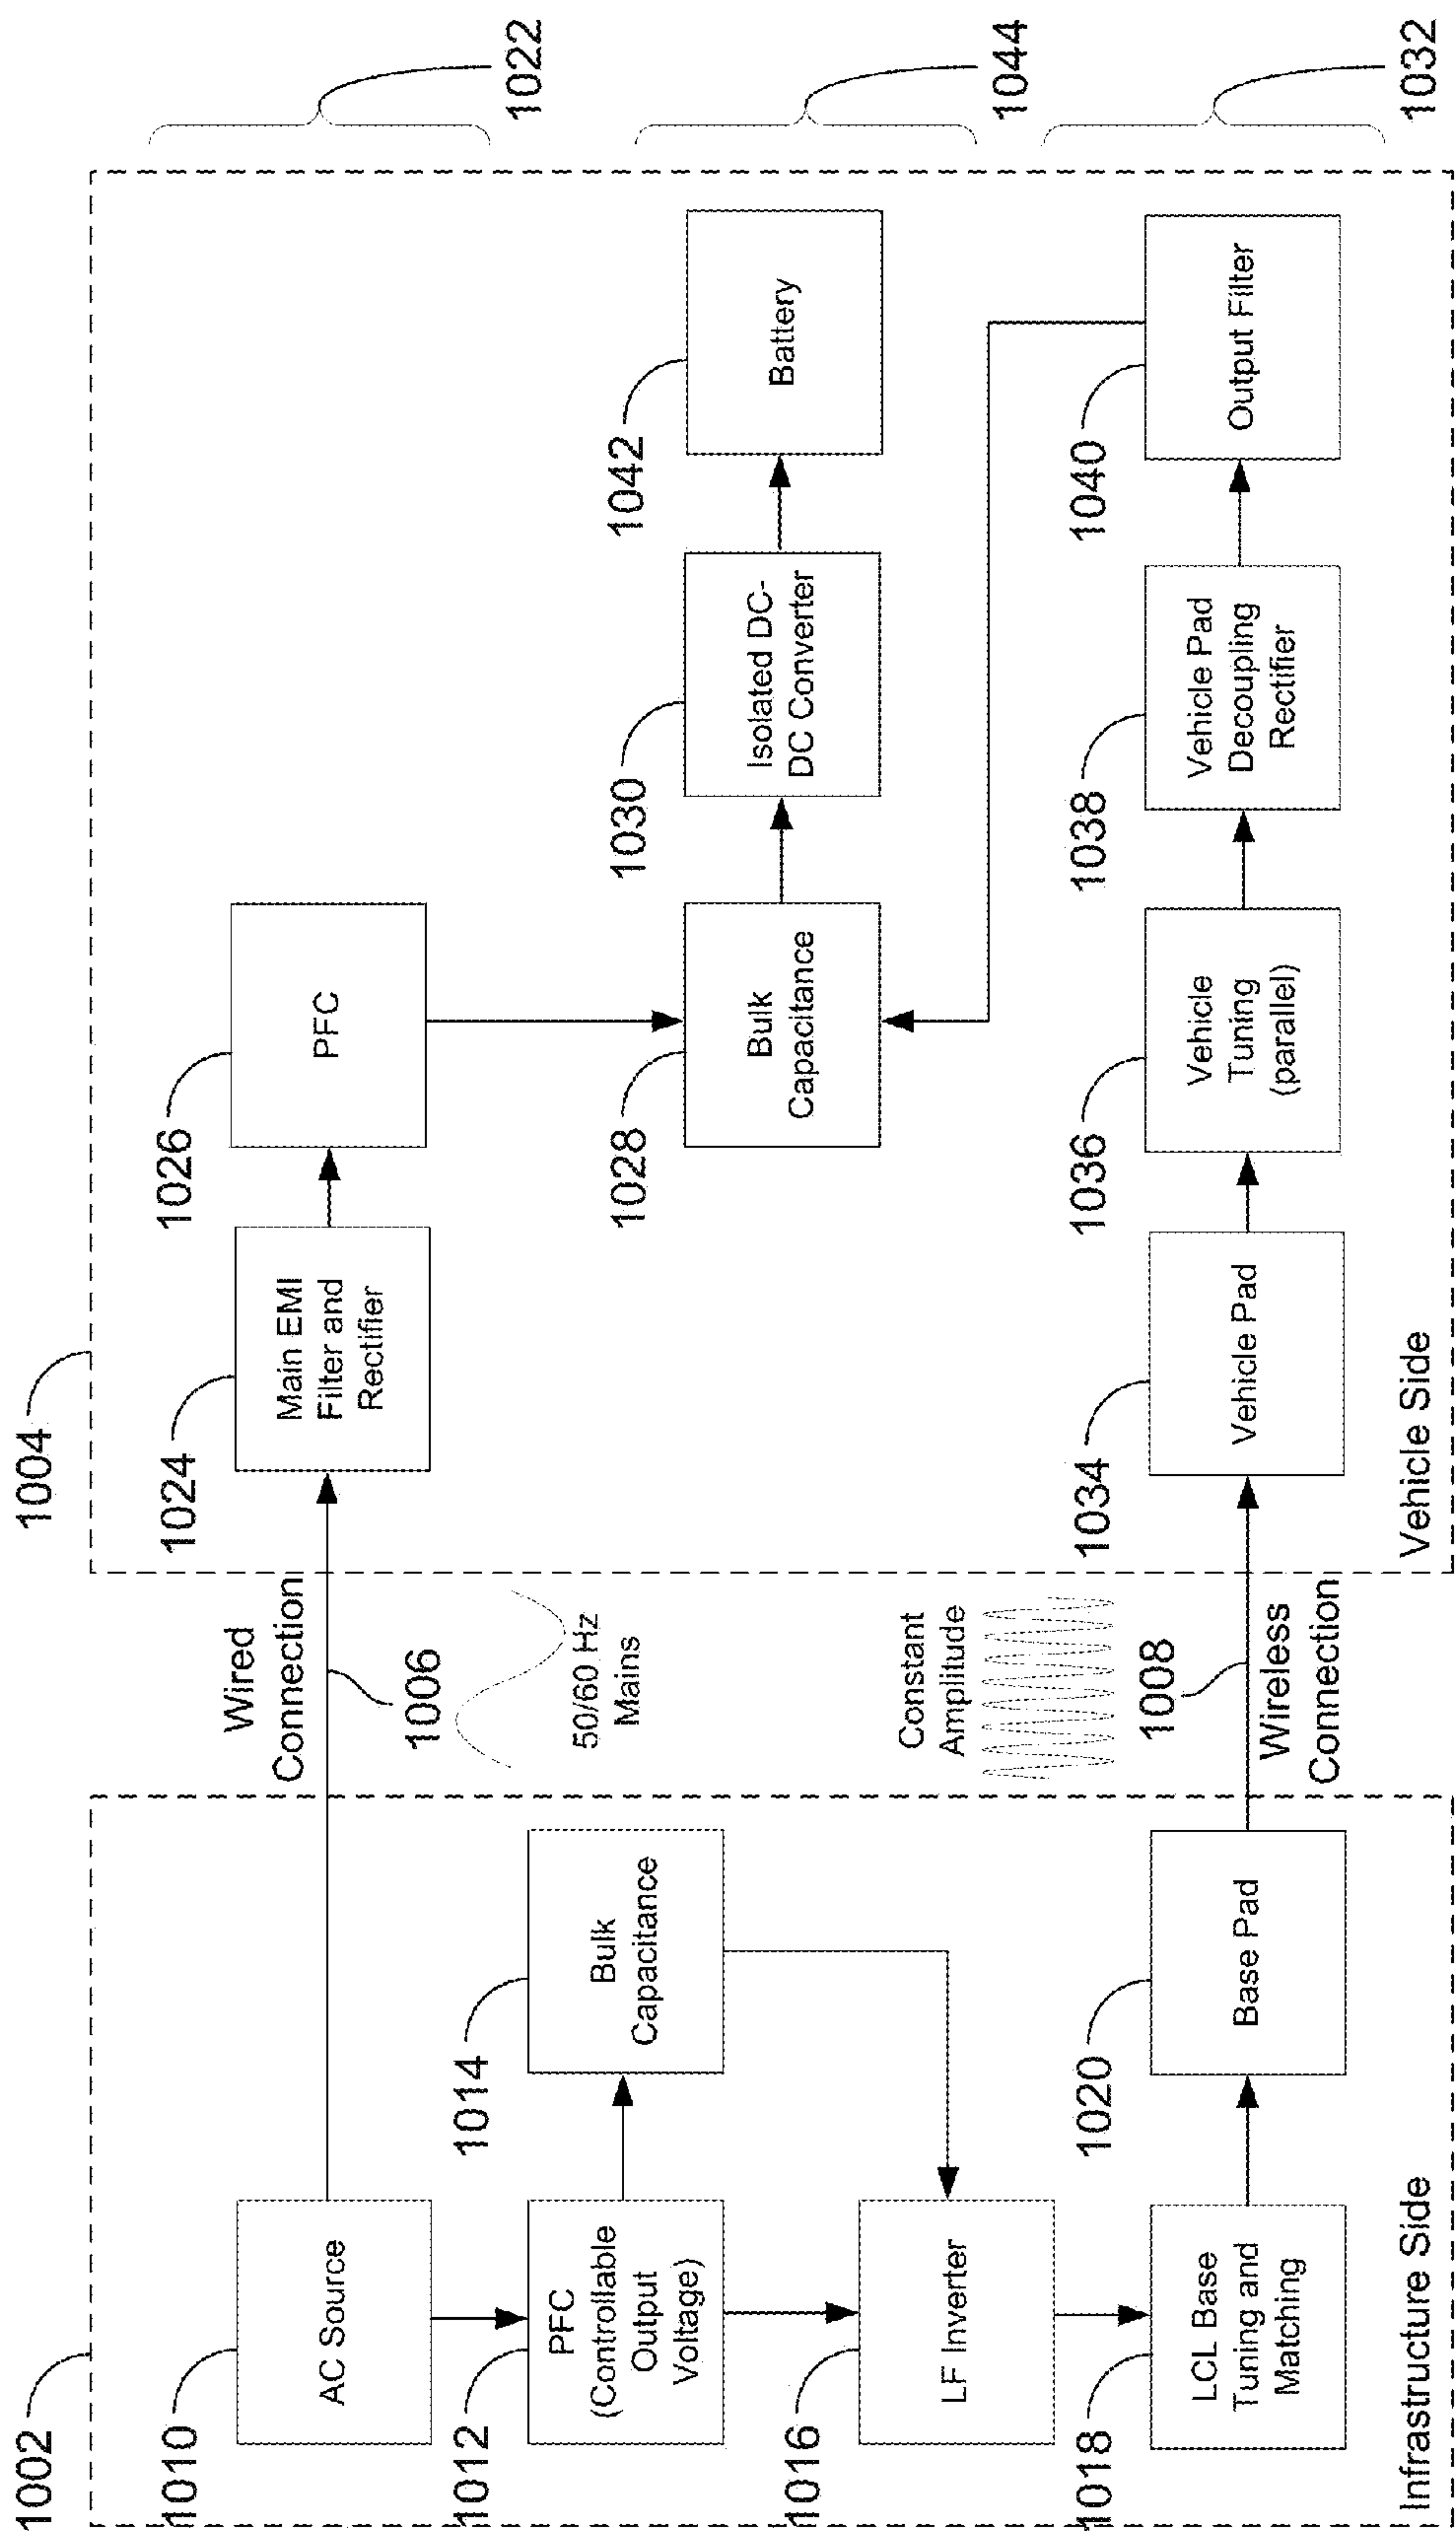 1002
1004
1010
AC Source
1012
PFC
(Controllable
Output
Voltage)
1014
Bulk
Capacitance
1016
LF Inverter
1018
LCL Base
Tuning and
Matching
1020
Base Pad
Infrastructure Side
Wired
Connection
1006
50/60 Hz
Mains
Constant
Amplitude
1008
Wireless
Connection
1024
Main EMI
Filter and
Rectifier
1026
PFC
1022
1028
Bulk
Capacitance
1030
Isolated DC-
DC Converter
1042
Battery
1044
1034
Vehicle Pad
1036
Vehicle
Tuning
(parallel)
1038
Vehicle Pad
Decoupling
Rectifier
1040
Output Filter
1032
Vehicle Side